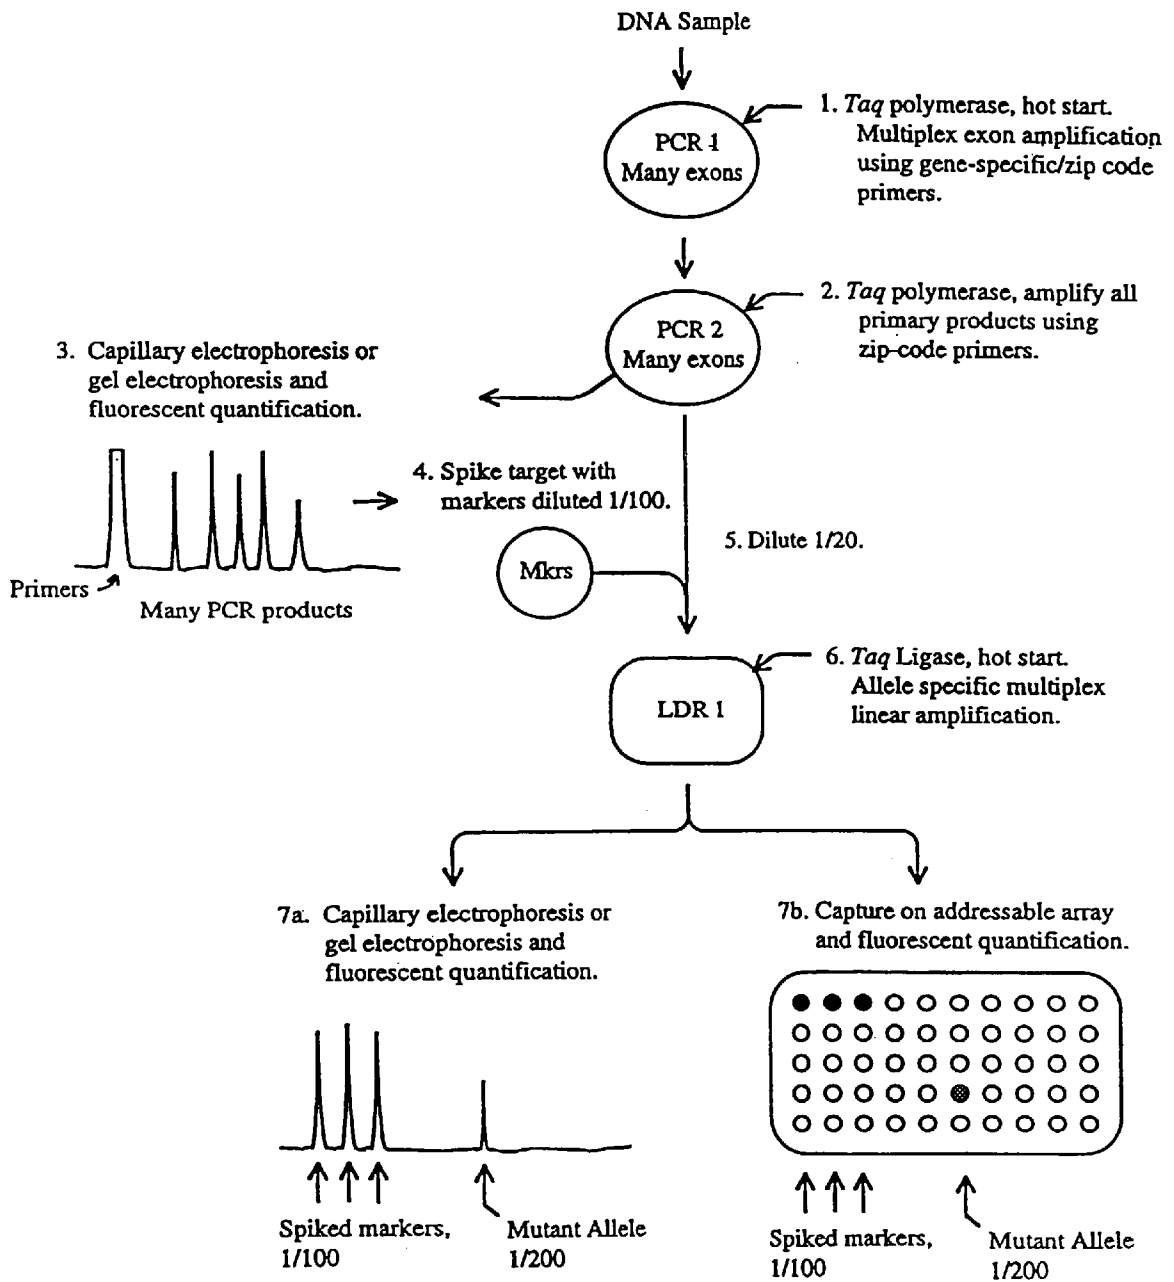 DNA Sample
1. Taq polymerase, hot start.
Multiplex exon amplification
using gene-specific/zip code
primers.
PCR 1
Many exons
2. Taq polymerase, amplify all
primary products using
zip-code primers.
PCR 2
Many exons
3. Capillary electrophoresis or
gel electrophoresis and
fluorescent quantification.
Primers
Many PCR products
4. Spike target with
markers diluted 1/100.
5. Dilute 1/20.
Mkrs
6. Taq Ligase, hot start.
Allele specific multiplex
linear amplification.
LDR 1
7a. Capillary electrophoresis or
gel electrophoresis and
fluorescent quantification.
Spiked markers,
1/100
Mutant Allele
1/200
7b. Capture on addressable array
and fluorescent quantification.
Spiked markers,
1/100
Mutant Allele
1/200